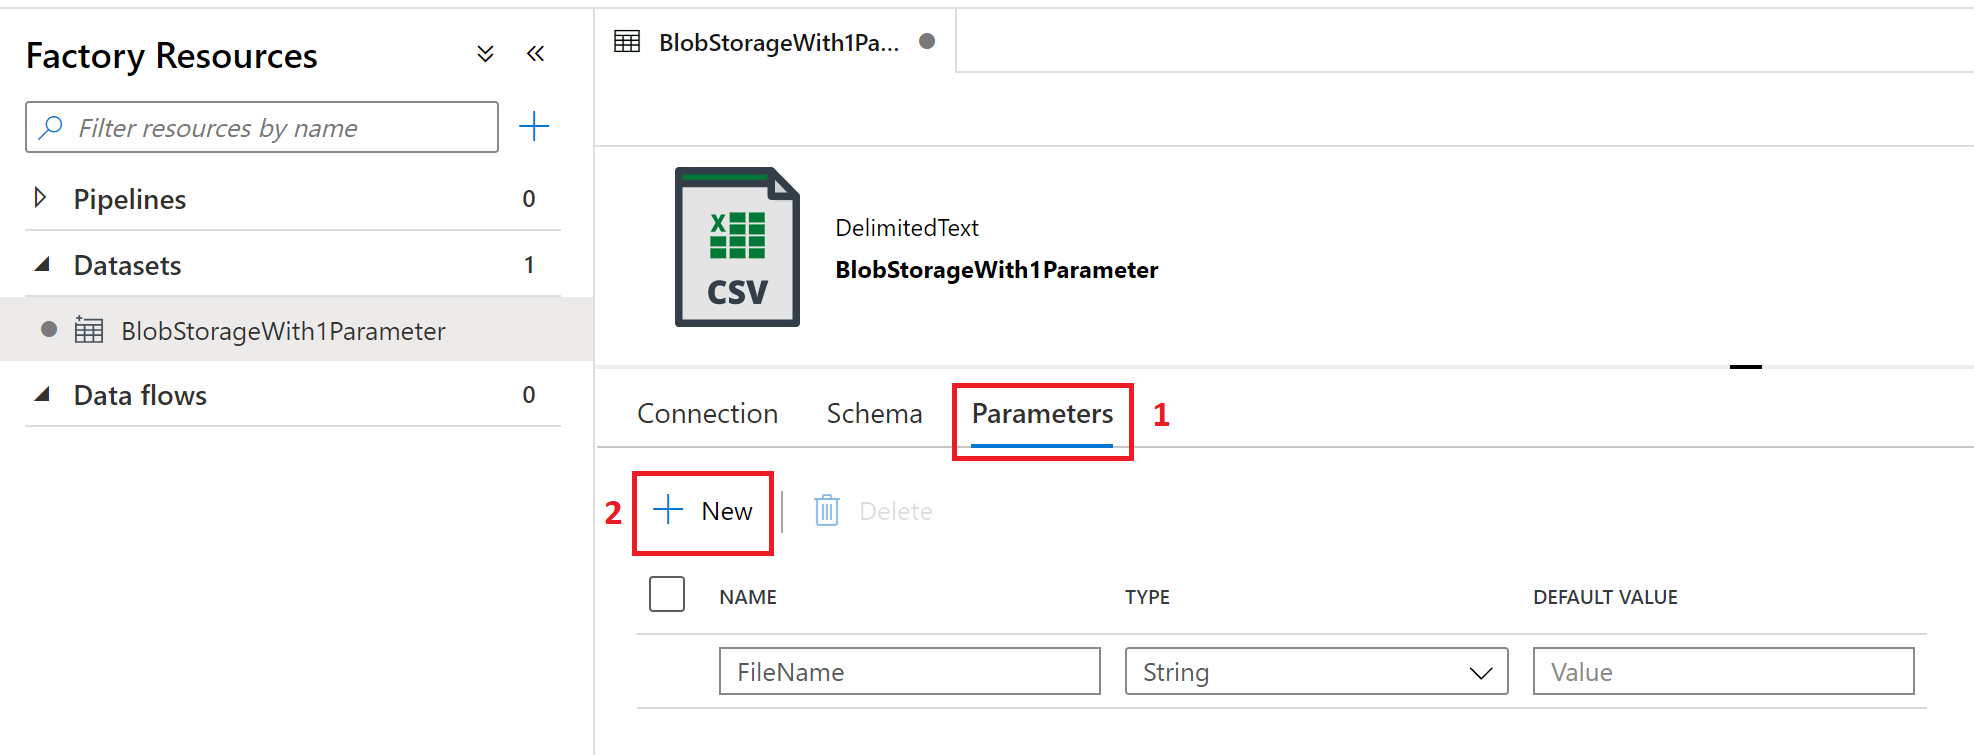 Factory Resources
Filter resources by name
Pipelines 0
Datasets 1
BlobStorageWith1Parameter
Data flows 0
BlobStorageWith1Pa...
X
CSV
DelimitedText
BlobStorageWith1Parameter
Connection Schema Parameters 1
2 New Delete
NAME TYPE DEFAULT VALUE
FileName String Value